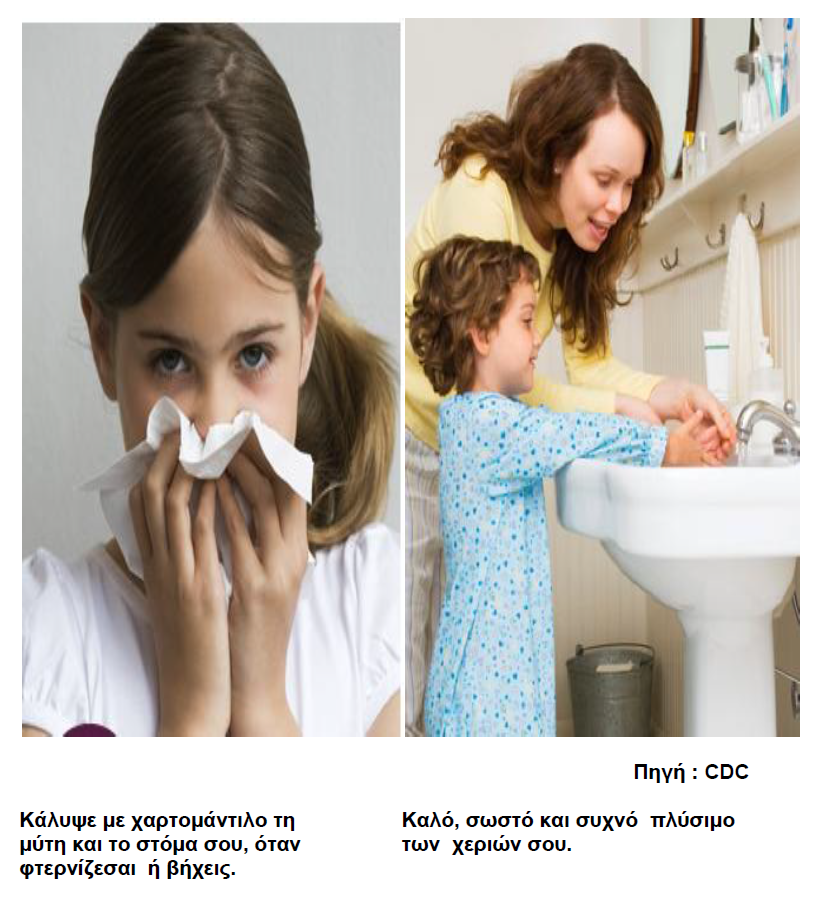 Πηγή : CDC
Κάλυψε με χαρτομάντιλο τη
μύτη και το στόμα σου, όταν
φτερνίζεσαι ή βήχεις.
Καλό, σωστό και συχνό πλύσιμο
των χεριών σου.